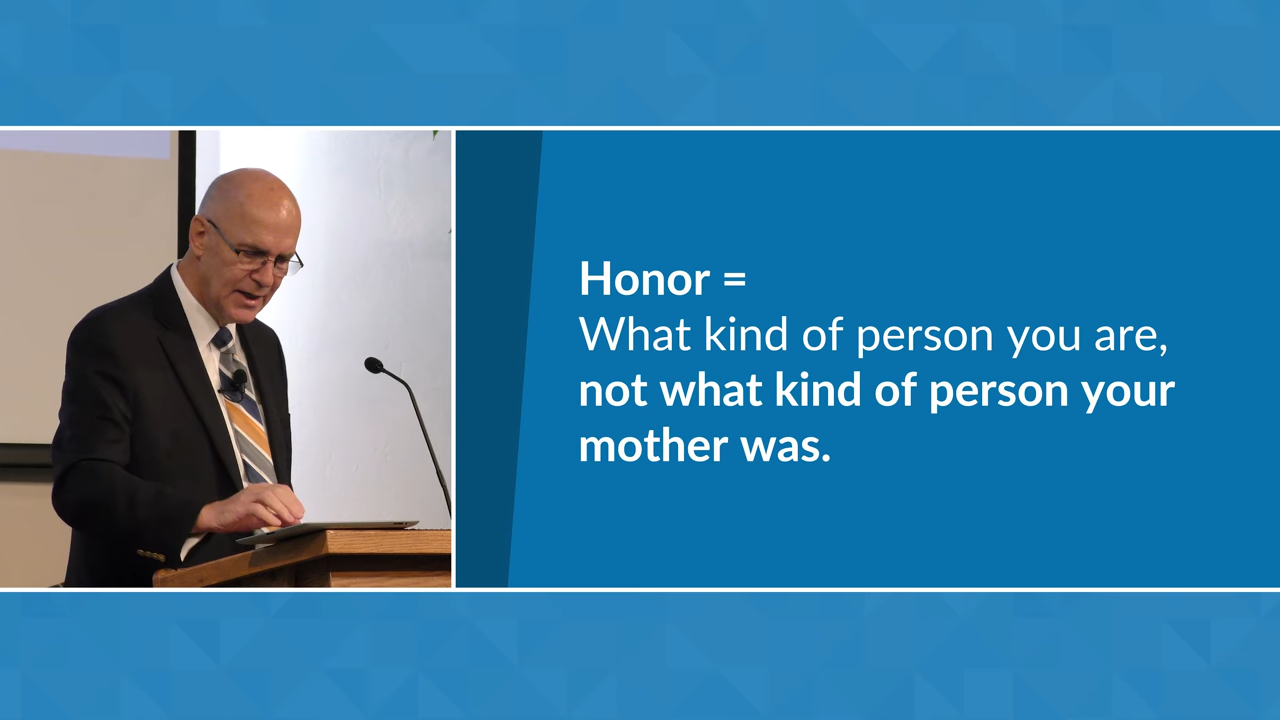 Honor =
What kind of person you are,
not what kind of person your
mother was.